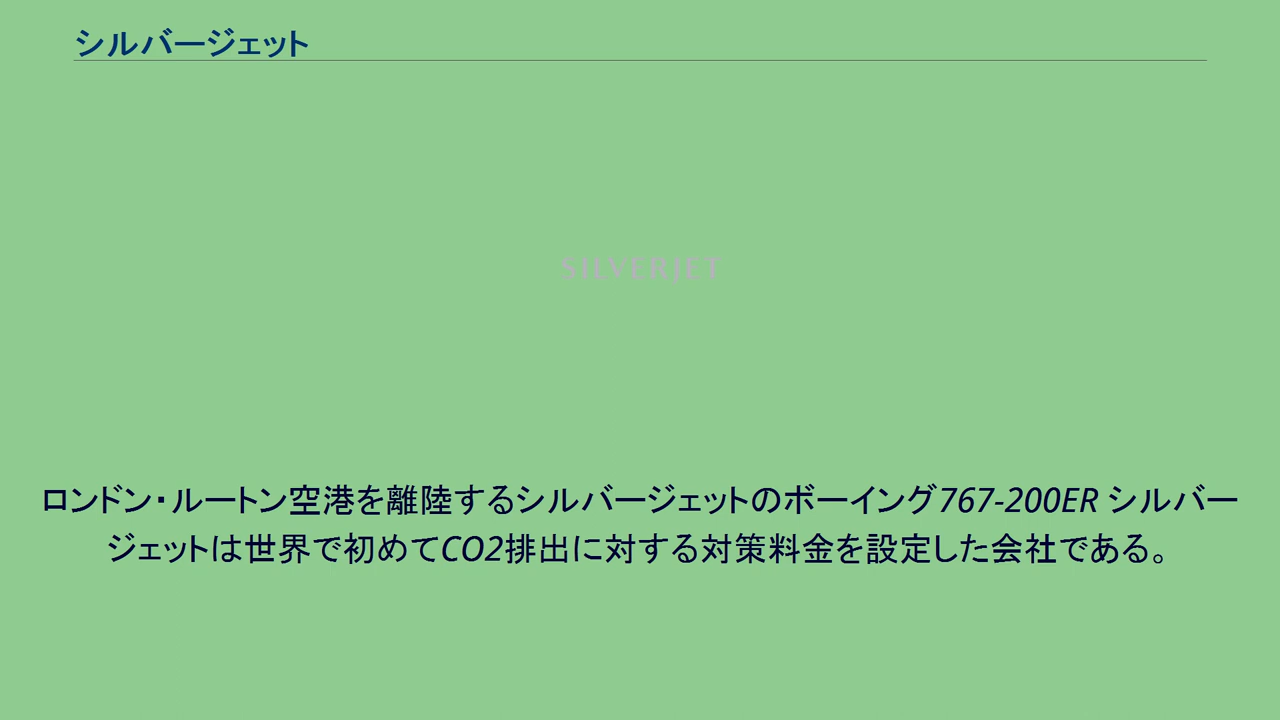 シルバージェット
SILVERJET
ロンドン・ルートン空港を離陸するシルバージェットのボーイング767-200ER シルバー
ジェットは世界で初めてCO2排出に対する対策料金を設定した会社である。